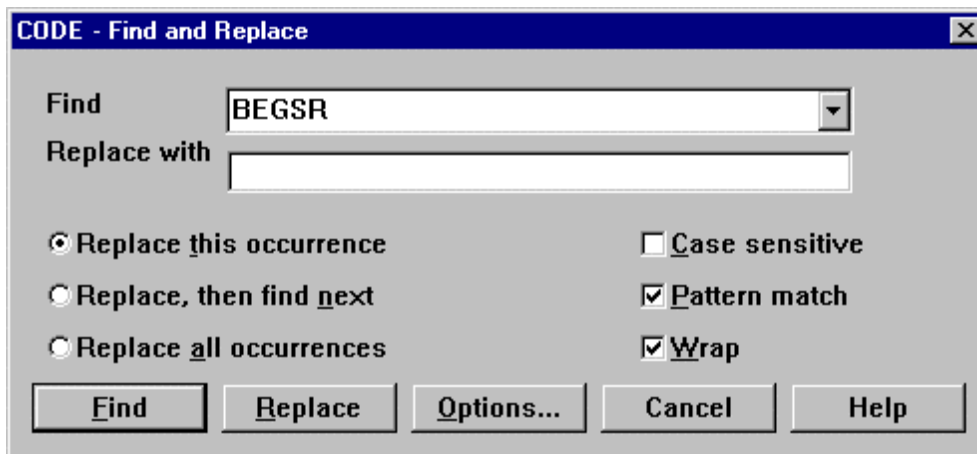 CODE - Find and Replace
Find BEGSR
Replace with
Replace this occurrence Case sensitive
Replace, then find next Pattern match
Replace all occurrences Wrap
Find Replace Options... Cancel Help